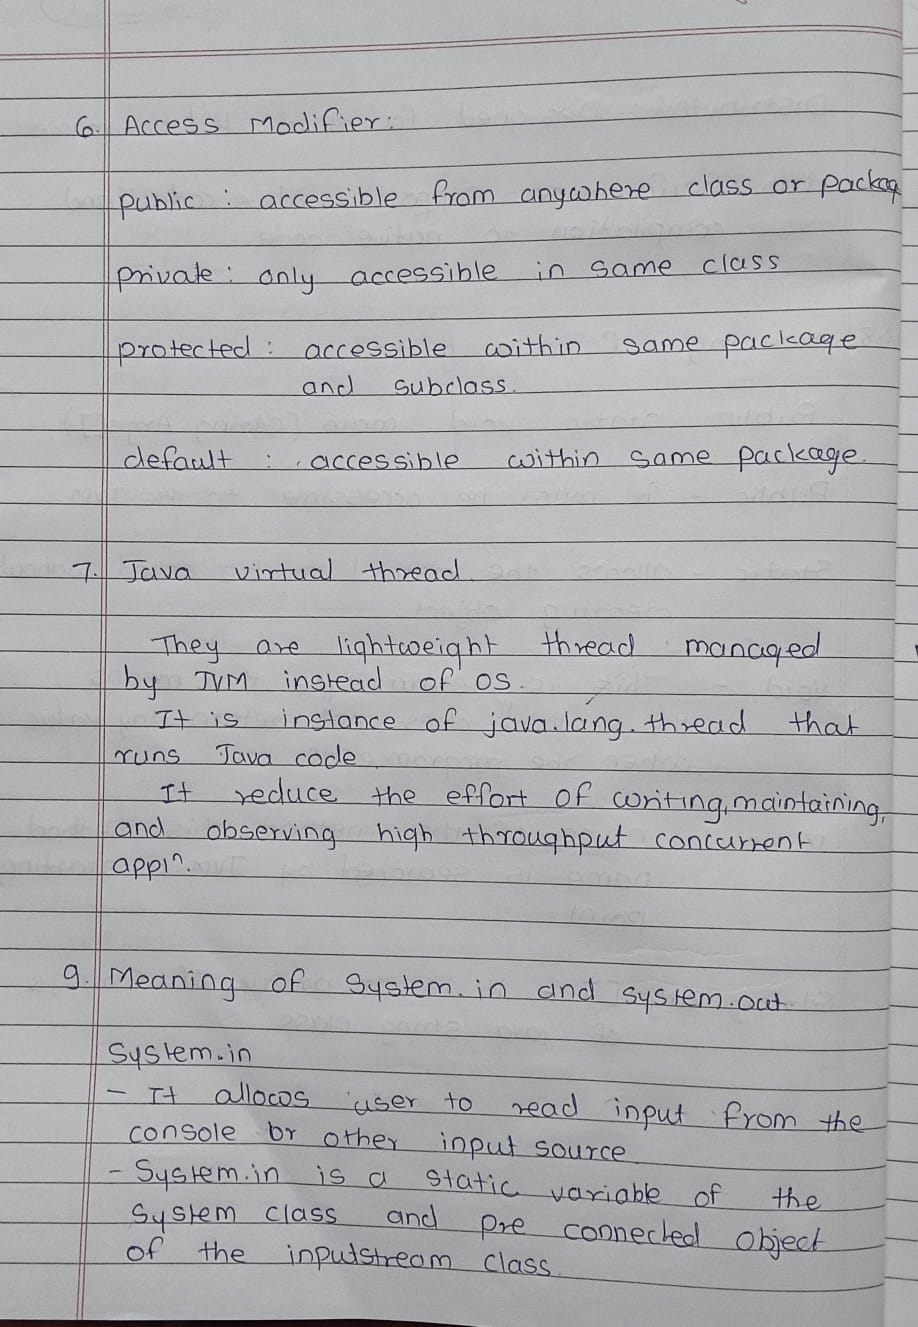 6. Access Modifier:
public : accessible from anywhere class or packag
private : only accessible in same class
protected : accessible within same package
and subclass.
default : accessible within same package.
7. Java virtual thread.
They are lightweight thread managed
by JVM instead of OS.
It is instance of java.lang.thread that
runs Java code.
It reduce the effort of writing, maintaining,
and observing high throughput concurrent
appln.
9. Meaning of System.in and system.out.
System.in
- It allows user to read input from the
console or other input source.
- System.in is a static variable of the
System class and pre connected object
of the inputstream class.